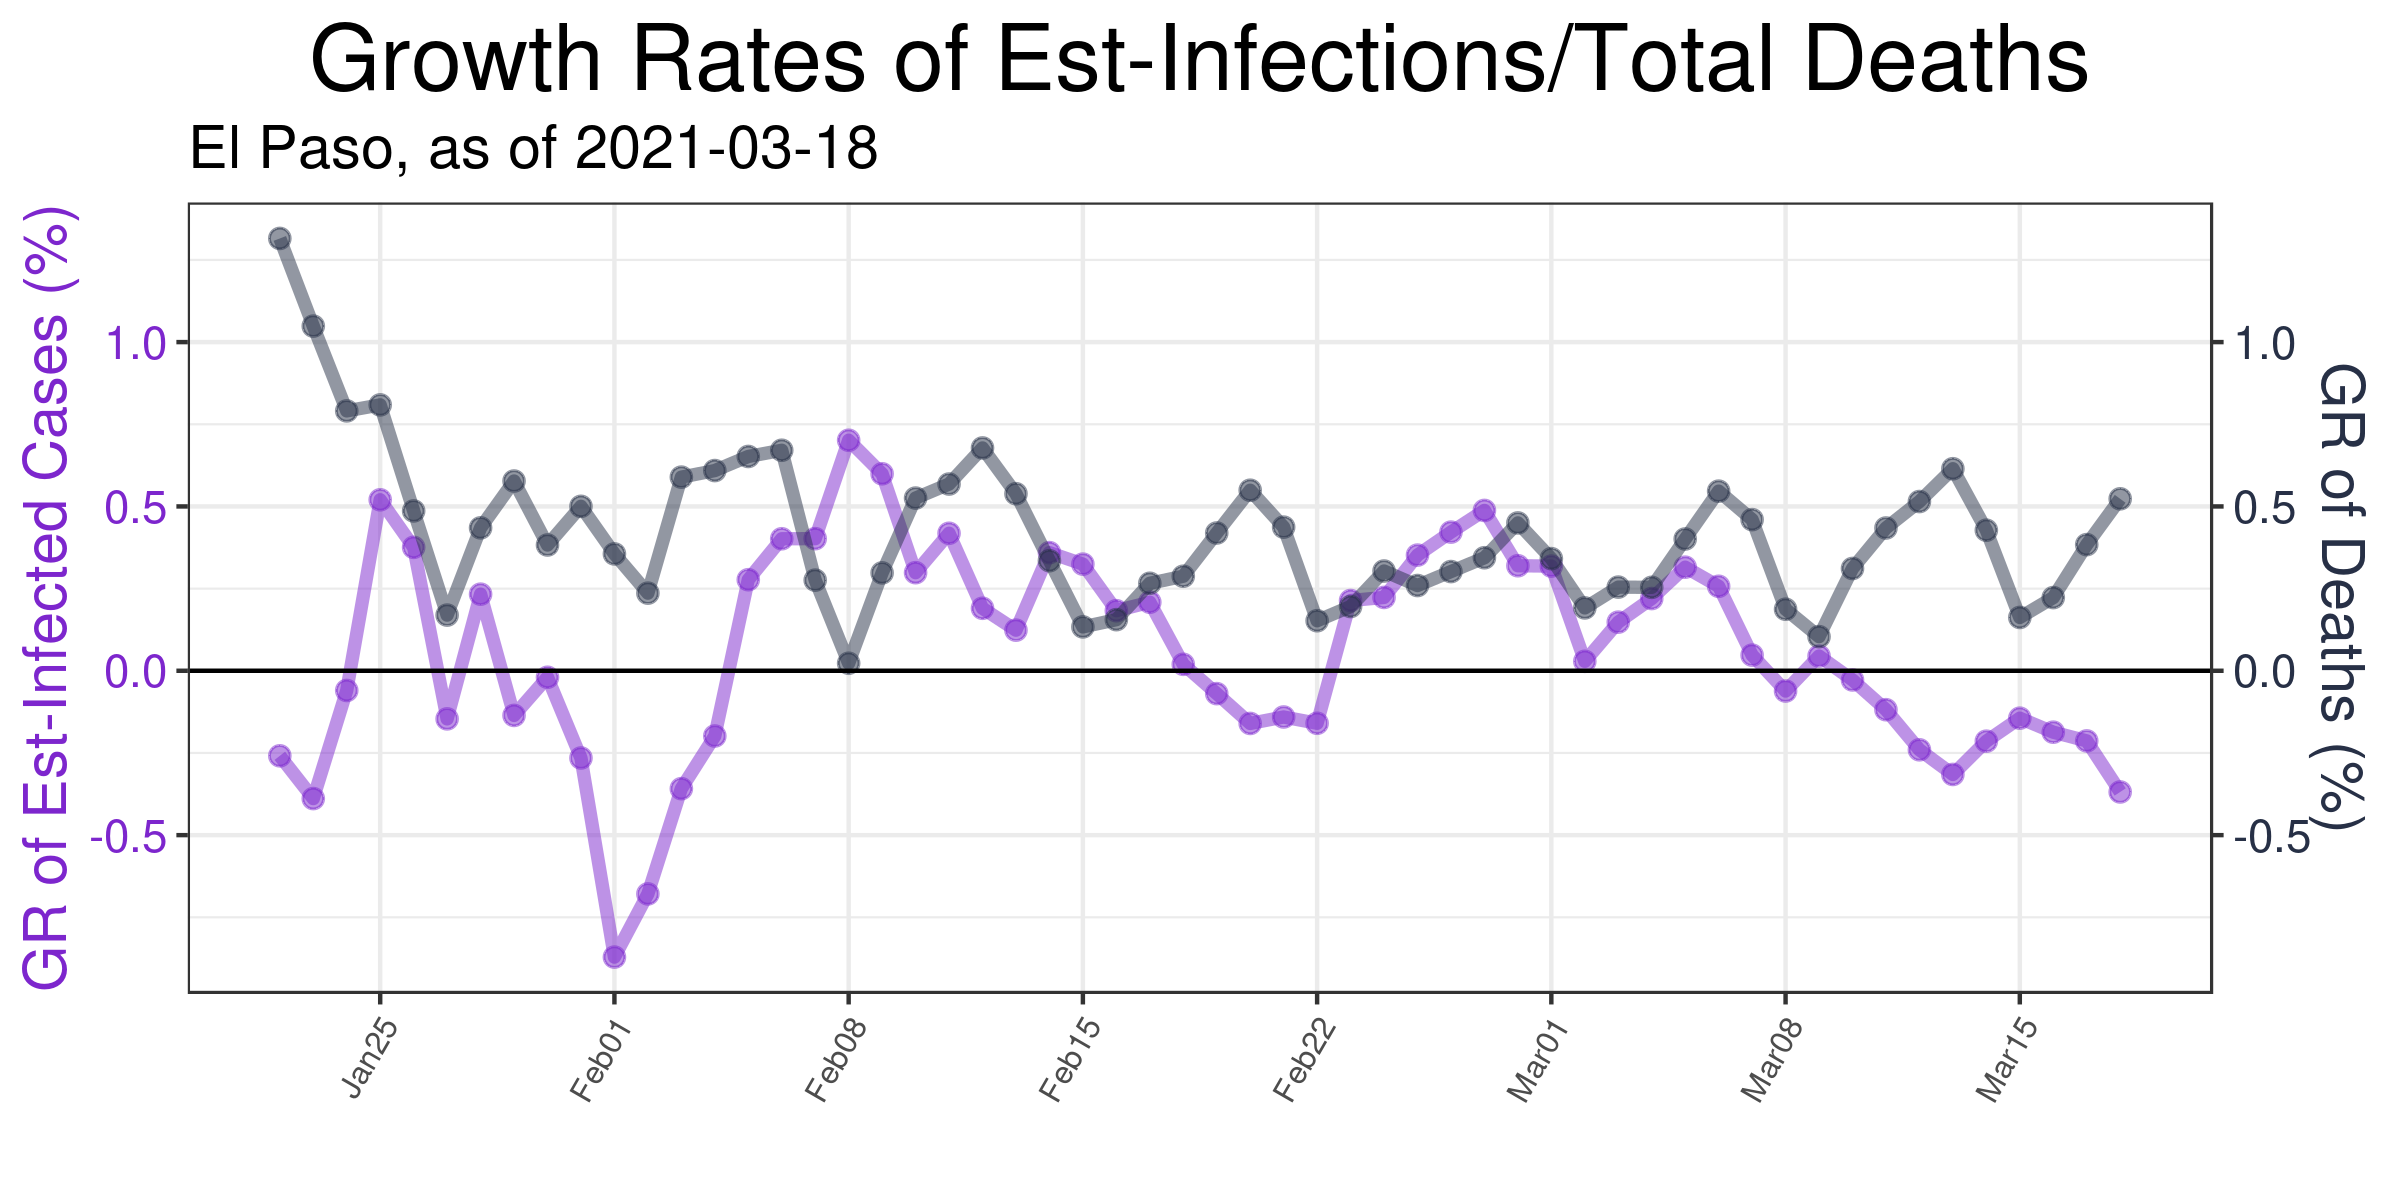 Growth Rates of Est-Infections/Total Deaths
El Paso, as of 2021-03-18
GR of Est-Infected Cases (%)
1.0
0.5
0.0
-0.5
1.0
0.5
0.0
-0.5
GR of Deaths (%)
Jan25
Feb01
Feb08
Feb15
Feb22
Mar01
Mar08
Mar15